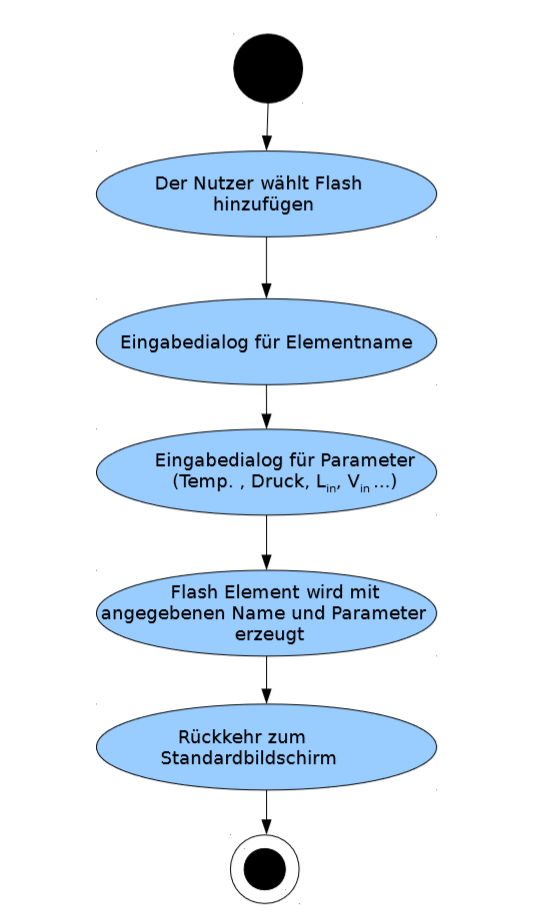 Der Nutzer wählt Flash
hinzufügen
Eingabedialog für Elementname
Eingabedialog für Parameter
(Temp. , Druck, Lin, Vin ...)
Flash Element wird mit
angegebenen Name und Parameter
erzeugt
Rückkehr zum
Standardbildschirm